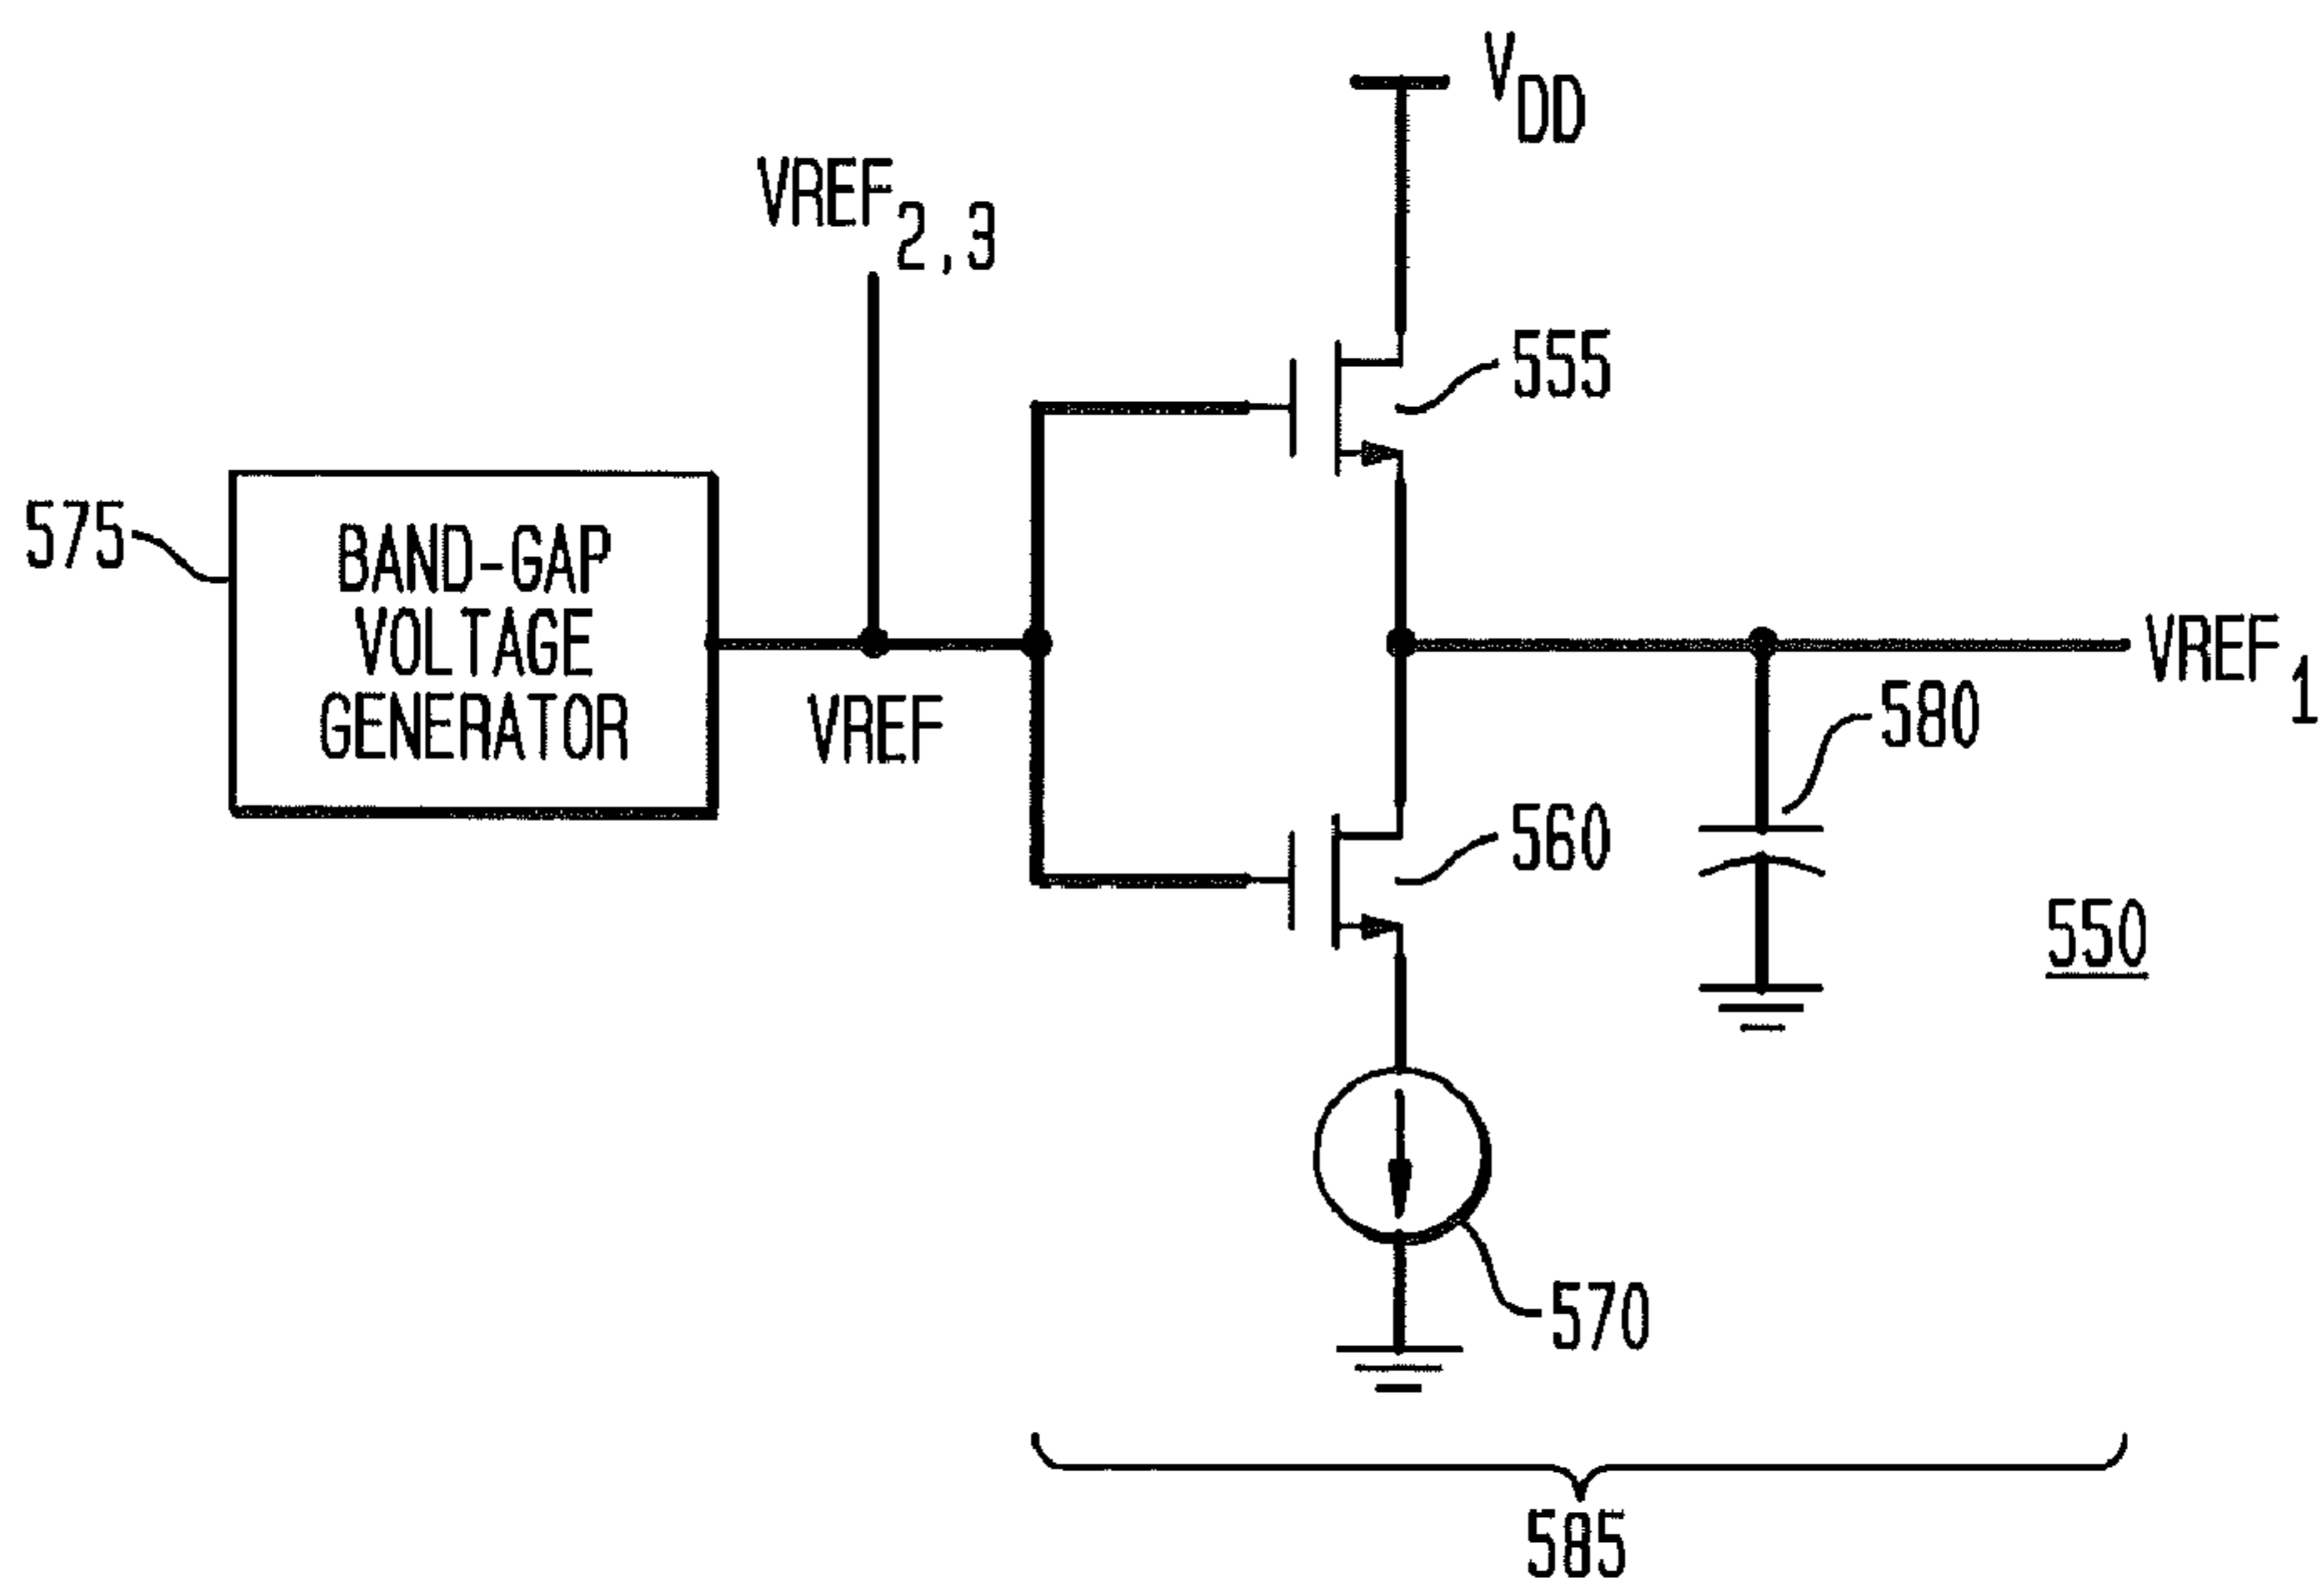 VDD
VREF2,3
555
575
BAND-GAP
VOLTAGE
GENERATOR
VREF
VREF1
580
560
550
570
585